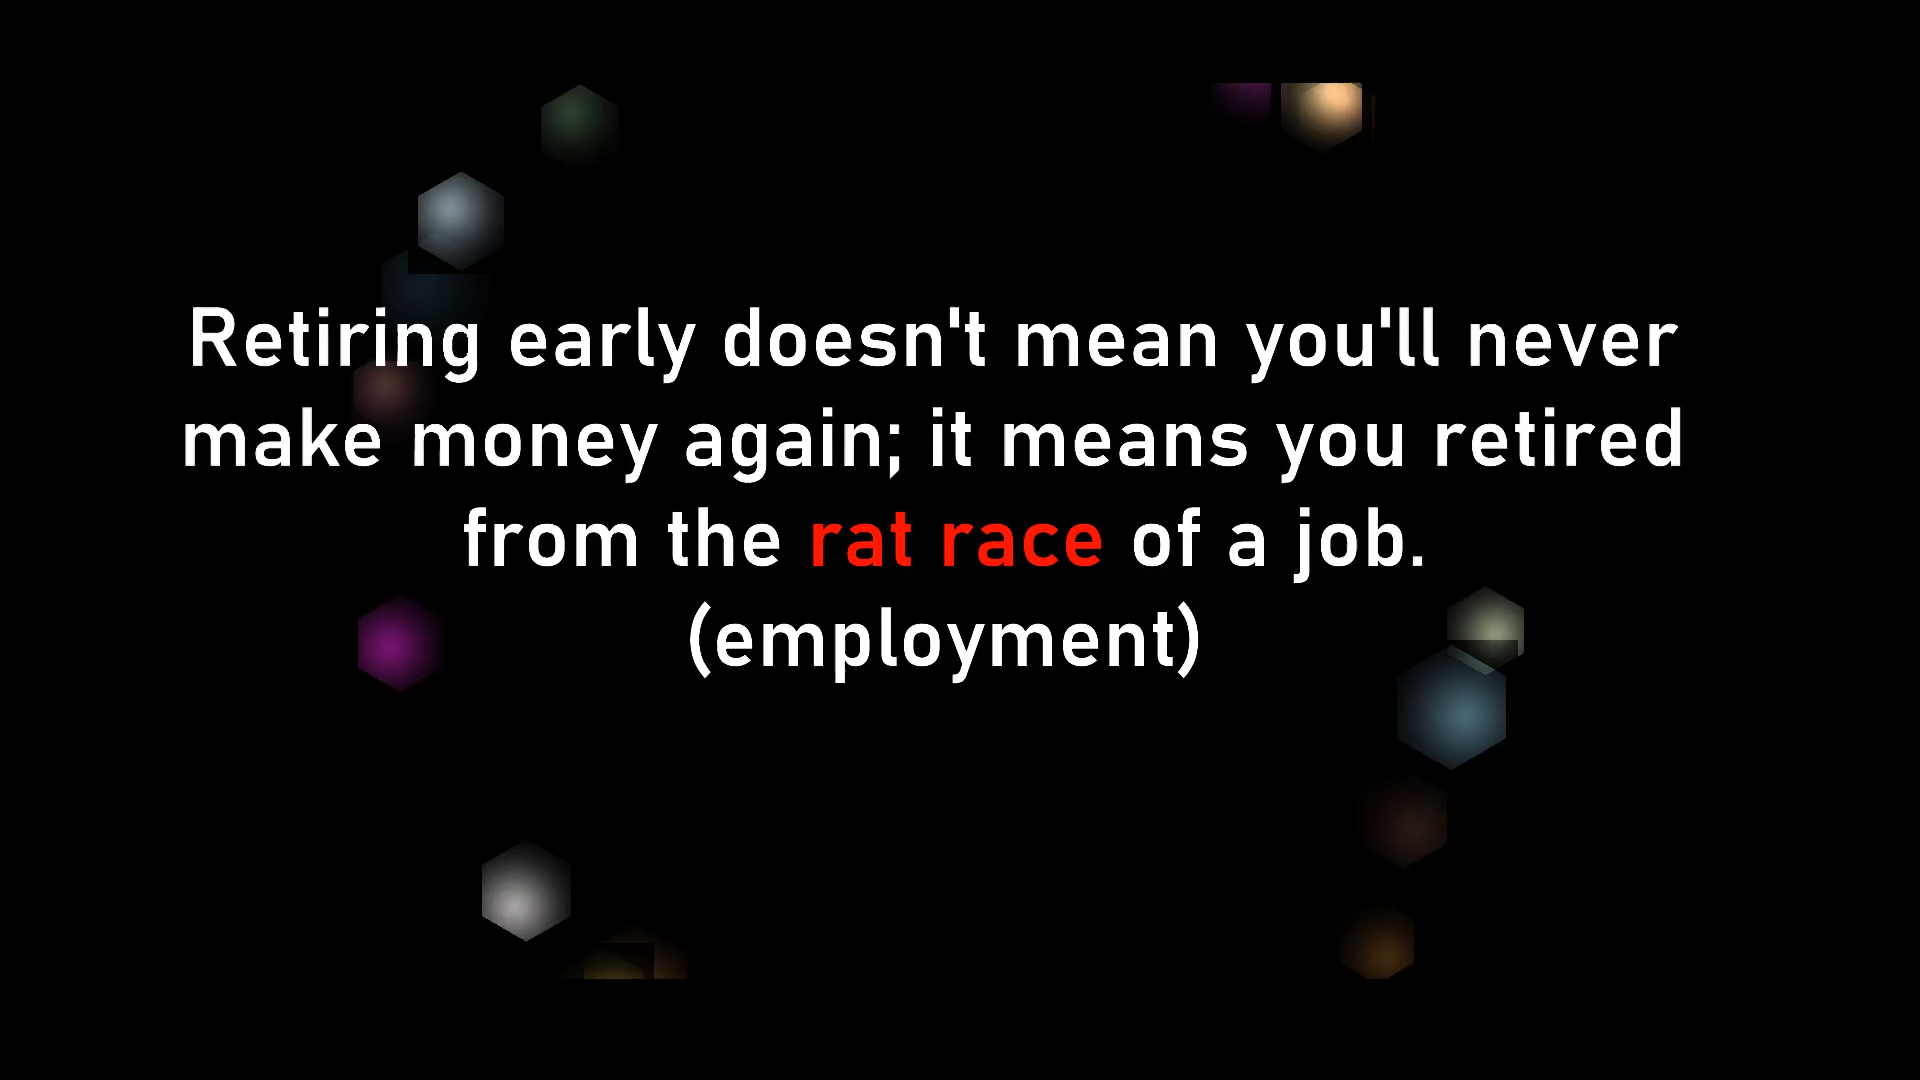 Retiring early doesn't mean you'll never
make money again; it means you retired
from the rat race of a job.
(employment)